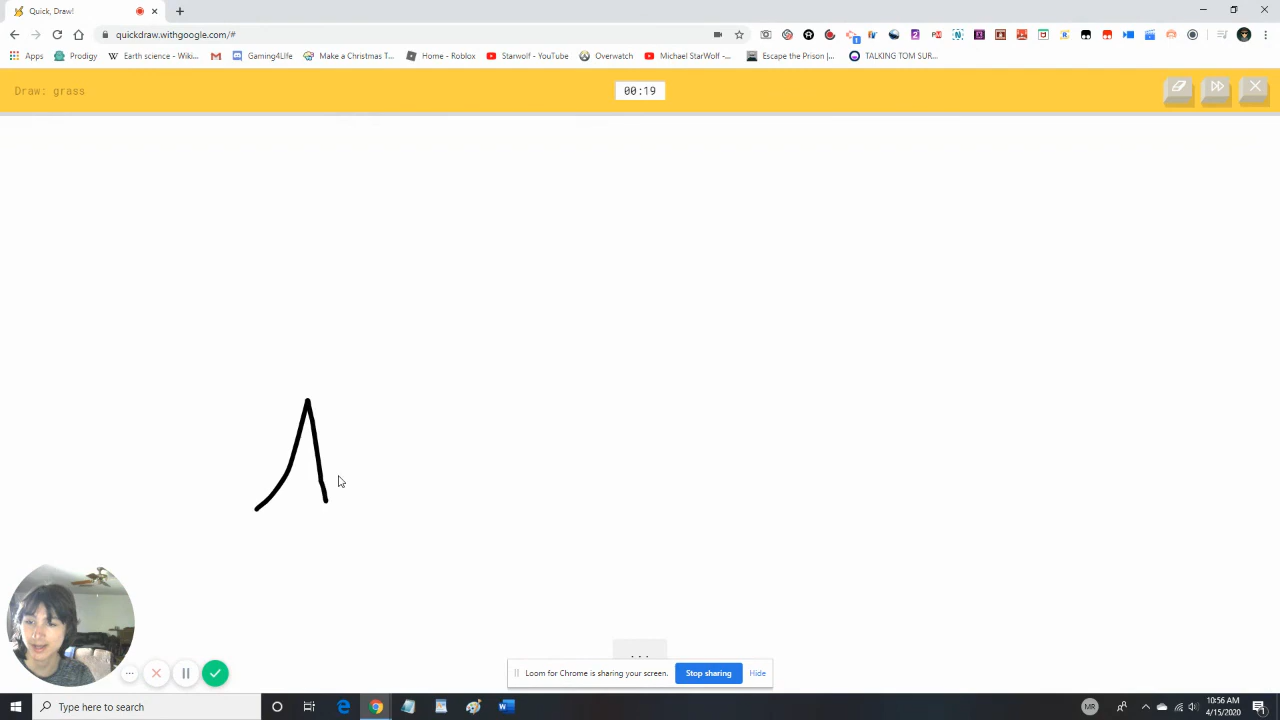 Quick, Draw!
quickdraw.withgoogle.com/#
Apps Prodigy Earth science - Wiki... Gaming4Life Make a Christmas T... Home - Roblox Starwolf - YouTube Overwatch Michael StarWolf -... Escape the Prison |... TALKING TOM SUR...
Draw: grass
00:19
...
Loom for Chrome is sharing your screen. Stop sharing Hide
Type here to search
MR
10:56 AM
4/15/2020